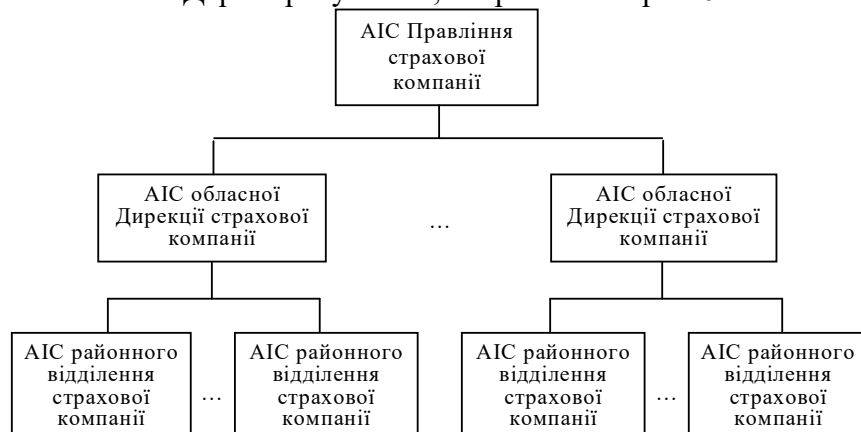 АІС Правління
страхової
компанії
АІС обласної
Дирекції страхової
компанії
...
АІС обласної
Дирекції страхової
компанії
АІС районного
відділення
страхової
компанії
...
АІС районного
відділення
страхової
компанії
АІС районного
відділення
страхової
компанії
...
АІС районного
відділення
страхової
компанії